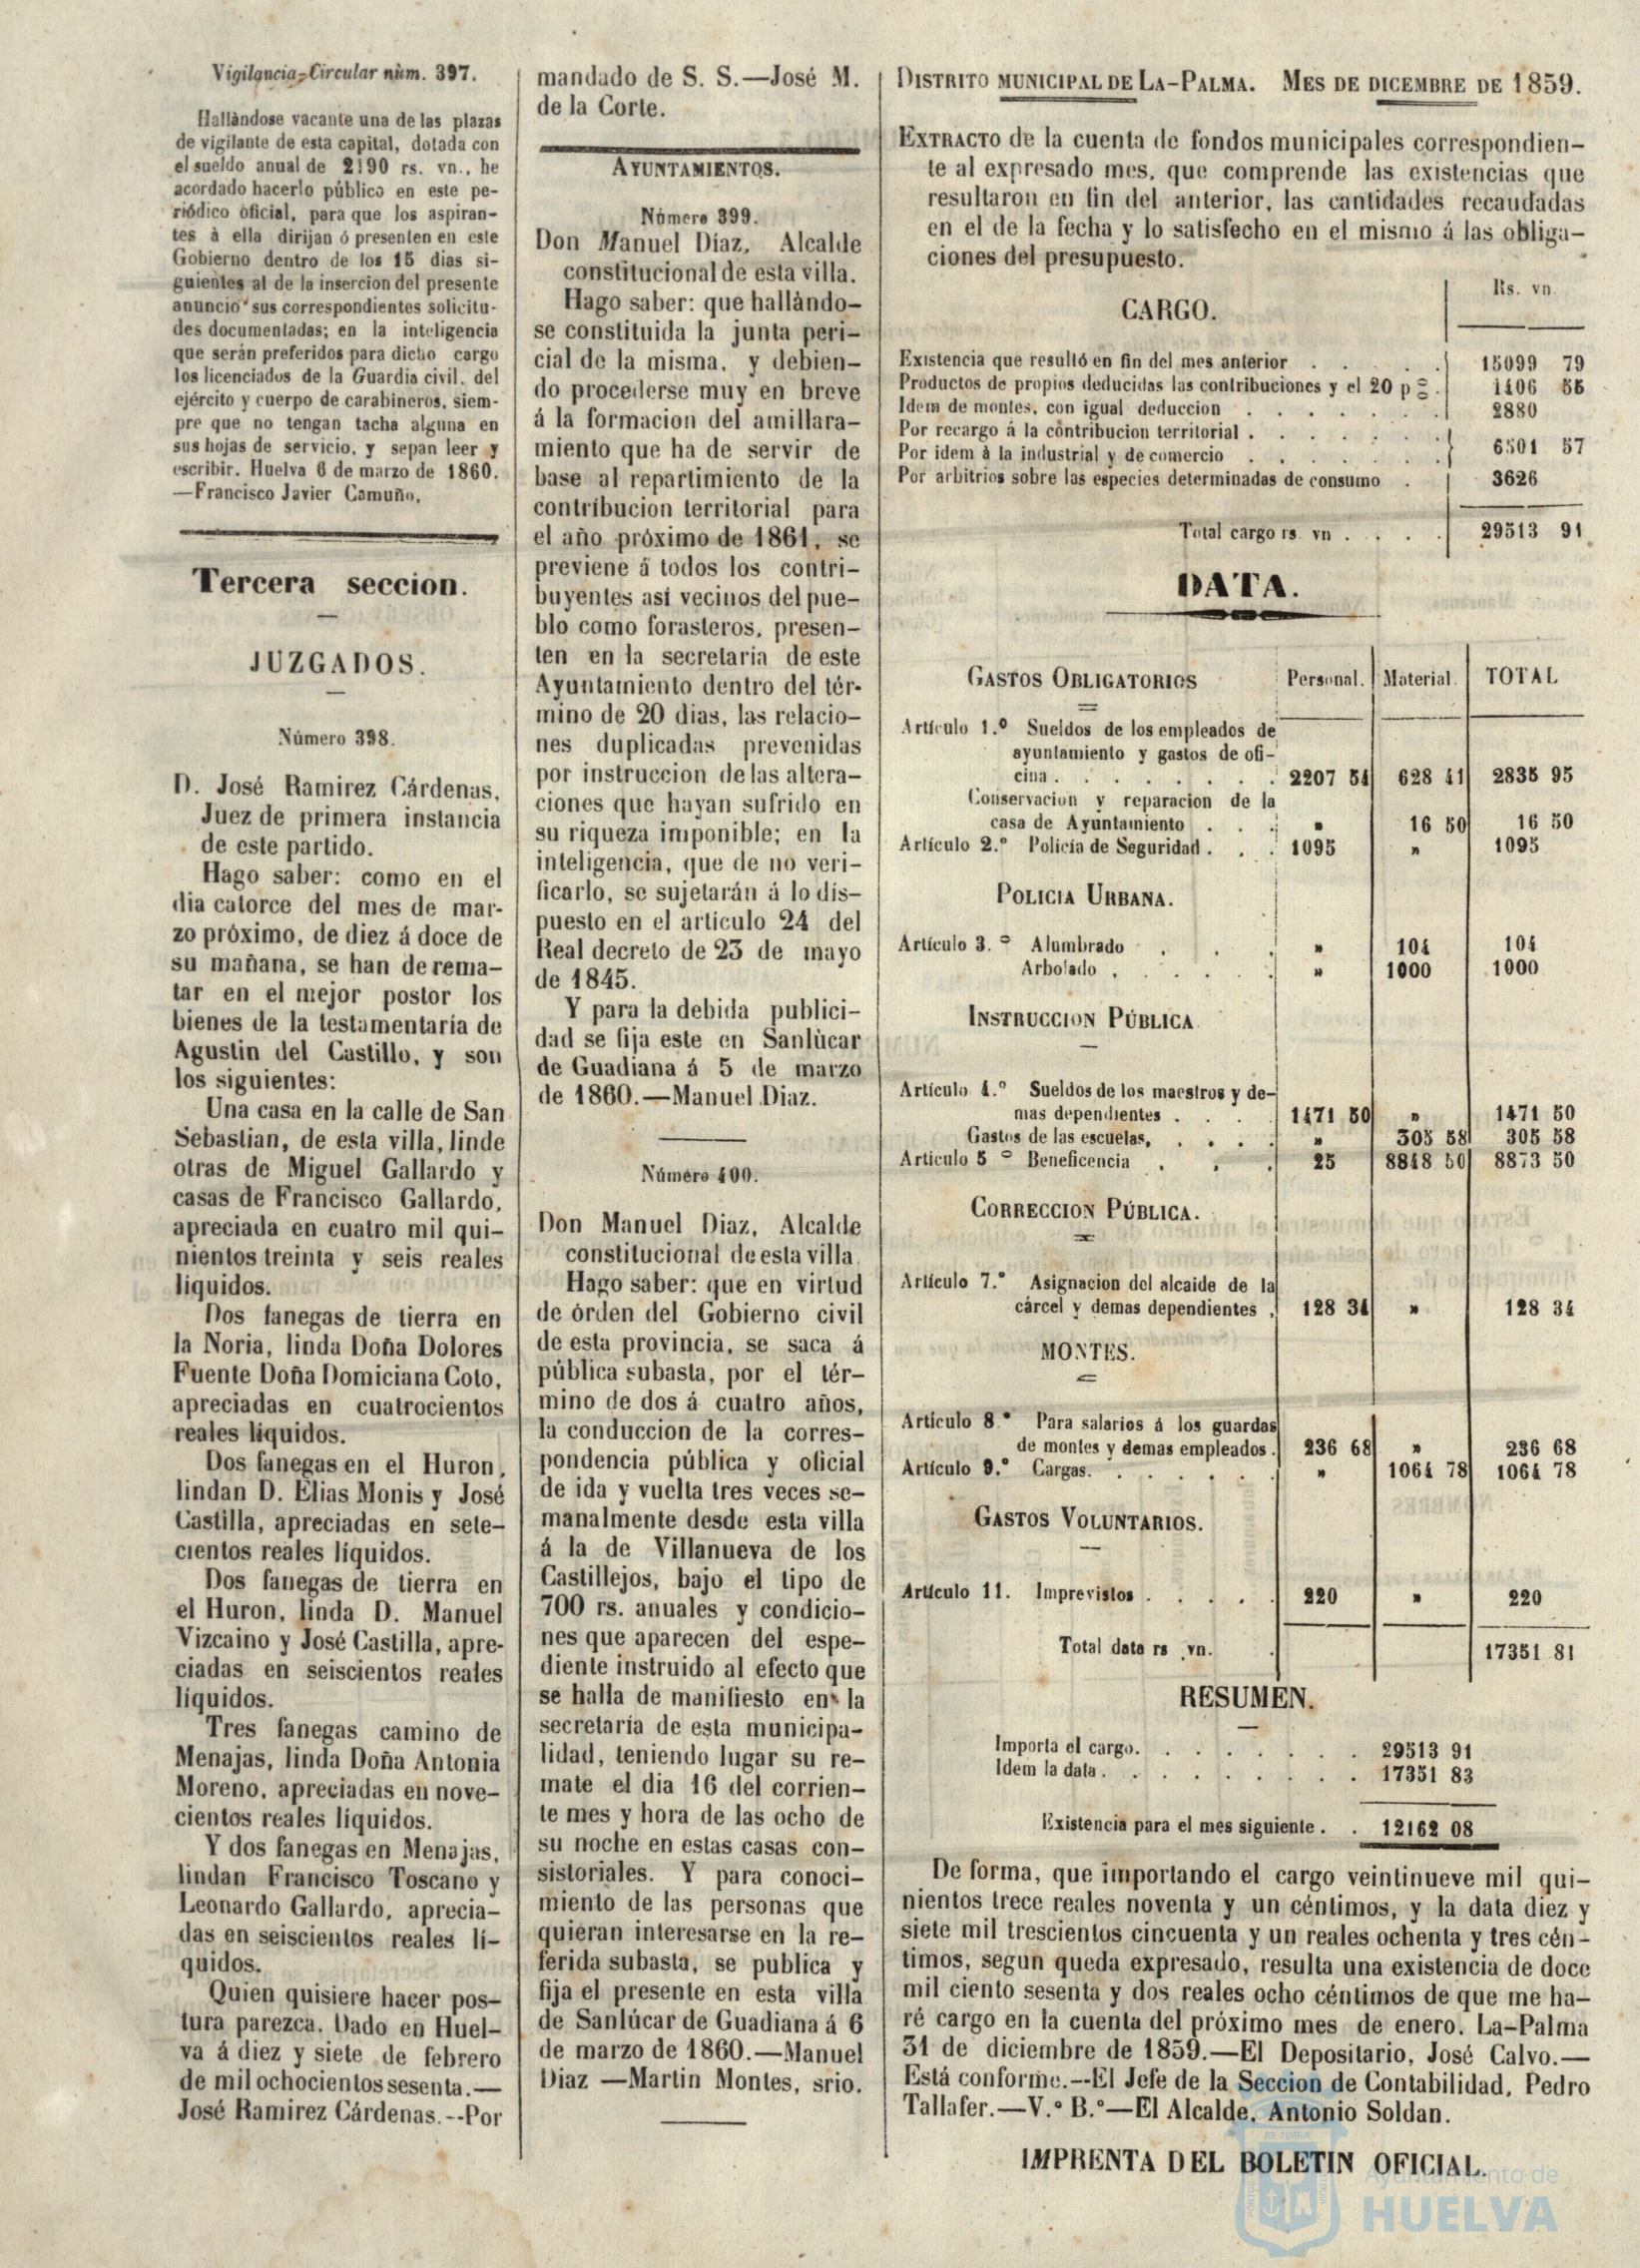 Vigilancia-Circular nùm. 397.
Hallàndose vacante una de las plazas
de vigilante de esta capital, dotada con
el sueldo anual de 2190 rs. vn., he
acordado hacerlo público en este pe-
riódico oficial, para que los aspiran-
tes à ella dirijan ó presenten en este
Gobierno dentro de los 15 dias si-
guientes al de la insercion del presente
anuncio sus correspondientes solicitu-
des documentadas; en la inteligencia
que serán preferidos para dicho cargo
los licenciados de la Guardia civil, del
ejército y cuerpo de carabineros, siem-
pre que no tengan tacha alguna en
sus hojas de servicio, y sepan leer y
escribir. Huelva 6 de marzo de 1860.
—Francisco Javier Camuño,
Tercera seccion.
JUZGADOS.
Número 398.
D. José Ramirez Cárdenas,
Juez de primera instancia
de este partido.
Hago saber: como en el
dia catorce del mes de mar-
zo próximo, de diez á doce de
su mañana, se han de rema-
tar en el mejor postor los
bienes de la testamentaría de
Agustin del Castillo, y son
los siguientes:
Una casa en la calle de San
Sebastian, de esta villa, linde
otras de Miguel Gallardo y
casas de Francisco Gallardo,
apreciada en cuatro mil qui-
nientos treinta y seis reales
líquidos.
Dos fanegas de tierra en
la Noria, linda Doña Dolores
Fuente Doña Domiciana Coto,
apreciadas en cuatrocientos
reales líquidos.
Dos fanegas en el Huron,
lindan D. Elias Monis y José
Castilla, apreciadas en sete-
cientos reales líquidos.
Dos fanegas de tierra en
el Huron, linda D. Manuel
Vizcaino y José Castilla, apre-
ciadas en seiscientos reales
líquidos.
Tres fanegas camino de
Menajas, linda Doña Antonia
Moreno, apreciadas en nove-
cientos reales líquidos.
Y dos fanegas en Menajas,
lindan Francisco Toscano y
Leonardo Gallardo, aprecia-
das en seiscientos reales lí-
quidos.
Quien quisiere hacer pos-
tura parezca. Dado en Huel-
va á diez y siete de febrero
de mil ochocientos sesenta.—
José Ramirez Cárdenas.--Por
mandado de S. S.—José M.
de la Corte.
AYUNTAMIENTOS.
Número 399.
Don Manuel Díaz, Alcalde
constitucional de esta villa.
Hago saber: que hallàndo-
se constituida la junta peri-
cial de la misma, y debien-
do procederse muy en breve
á la formacion del amillara-
miento que ha de servir de
base al repartimiento de la
contribucion territorial para
el año próximo de 1861, se
previene á todos los contri-
buyentes asi vecinos del pue-
blo como forasteros, presen-
ten en la secretaría de este
Ayuntamiento dentro del tér-
mino de 20 dias, las relacio-
nes duplicadas prevenidas
por instruccion de las altera-
ciones que hayan sufrido en
su riqueza imponible; en la
inteligencia, que de no veri-
ficarlo, se sujetarán á lo dis-
puesto en el artículo 24 del
Real decreto de 23 de mayo
de 1845.
Y para la debida publici-
dad se fija este en Sanlùcar
de Guadiana á 5 de marzo
de 1860.—Manuel Diaz.
Número 400.
Don Manuel Diaz, Alcalde
constitucional de esta villa
Hago saber: que en virtud
de órden del Gobierno civil
de esta provincia, se saca á
pública subasta, por el tér-
mino de dos á cuatro años,
la conduccion de la corres-
pondencia pública y oficial
de ida y vuelta tres veces se-
manalmente desde esta villa
á la de Villanueva de los
Castillejos, bajo el tipo de
700 rs. anuales y condicio-
nes que aparecen del espe-
diente instruido al efecto que
se halla de manifiesto en la
secretaría de esta municipa-
lidad, teniendo lugar su re-
mate el dia 16 del corrien-
te mes y hora de las ocho de
su noche en estas casas con-
sistoriales. Y para conoci-
miento de las personas que
quieran interesarse en la re-
ferida subasta, se publica y
fija el presente en esta villa
de Sanlúcar de Guadiana á 6
de marzo de 1860.—Manuel
Diaz —Martin Montes, srio.
DISTRITO MUNICIPAL DE LA-PALMA. MES DE DICEMBRE DE 1859.
EXTRACTO de la cuenta de fondos municipales correspondien-
te al expresado mes, que comprende las existencias que
resultaron en fin del anterior, las cantidades recaudadas
en el de la fecha y lo satisfecho en el mismo á las obliga-
ciones del presupuesto.
Rs. vn.
CARGO.
Existencia que resultó en fin del mes anterior . . . . . 15099 79
Productos de propios deducidas las contribuciones y el 20 p % . 1406 55
Idem de montes, con igual deduccion . . . . . . . 2880
Por recargo á la contribucion territorial . . . . . . .
Por idem à la industrial y de comercio . . . . . . . 6501 57
Por arbitrios sobre las especies determinadas de consumo . 3626
Total cargo rs vn . . . . 29513 91
DATA.
GASTOS OBLIGATORIOS Personal. Material. TOTAL
Artículo 1.º Sueldos de los empleados de
ayuntamiento y gastos de ofi-
cina . . . . . . . . 2207 54 628 41 2835 95
Conservacion y reparacion de la
casa de Ayuntamiento . . . » 16 50 16 50
Artículo 2.º Policía de Seguridad . . . 1095 » 1095
POLICIA URBANA.
Artículo 3.º Alumbrado . . . » 104 104
Arbolado . . . . . » 1000 1000
INSTRUCCION PÚBLICA
Artículo 4.º Sueldos de los maestros y de-
mas dependientes . . . . 1471 50 » 1471 50
Gastos de las escuelas, . . . . » 305 58 305 58
Articulo 5 º Beneficencia . . . 25 8848 50 8873 50
CORRECCION PÚBLICA.
Artículo 7.º Asignacion del alcaide de la
cárcel y demas dependientes . 128 34 » 128 34
MONTES.
Artículo 8.º Para salarios á los guardas
de montes y demas empleados . 236 68 » 236 68
Artículo 9.º Cargas. . . . . . . » 1064 78 1064 78
GASTOS VOLUNTARIOS.
Artículo 11. Imprevistos . . . . . 220 » 220
Total data rs vn. . 17351 81
RESUMEN.
Importa el cargo. . . . . . . . . 29513 91
Idem la data . . . . . . . . . . 17351 83
Existencia para el mes siguiente . . 12162 08
De forma, que importando el cargo veintinueve mil qui-
nientos trece reales noventa y un céntimos, y la data diez y
siete mil trescientos cincuenta y un reales ochenta y tres cén-
timos, segun queda expresado, resulta una existencia de doce
mil ciento sesenta y dos reales ocho céntimos de que me ha-
ré cargo en la cuenta del próximo mes de enero. La-Palma
31 de diciembre de 1859.—El Depositario, José Calvo.—
Está conforme.--El Jefe de la Seccion de Contabilidad, Pedro
Tallafer.—V.º B.º—El Alcalde, Antonio Soldan.
IMPRENTA DEL BOLETIN OFICIAL.
Ayuntamiento de
HUELVA